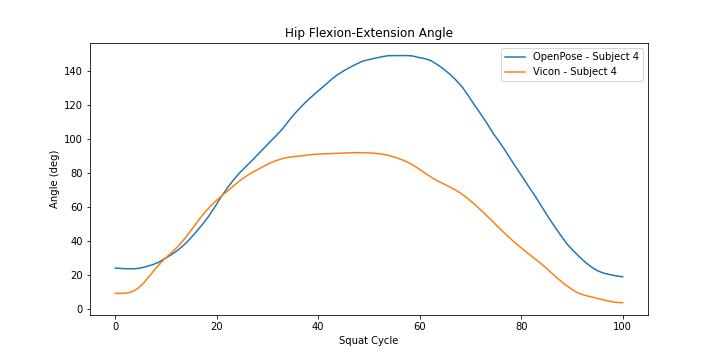 Hip Flexion-Extension Angle
OpenPose - Subject 4
Vicon - Subject 4
Angle (deg)
140
120
100
80
60
40
20
0
0 20 40 60 80 100
Squat Cycle